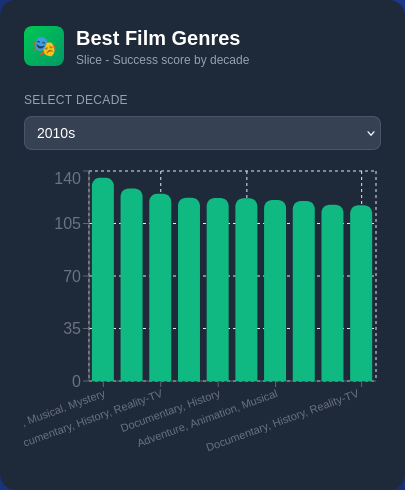 Best Film Genres
Slice - Success score by decade
SELECT DECADE
2010s
140
105
70
35
0
, Musical, Mystery
cumentary, History, Reality-TV
Documentary, History
Adventure, Animation, Musical
Documentary, History, Reality-TV